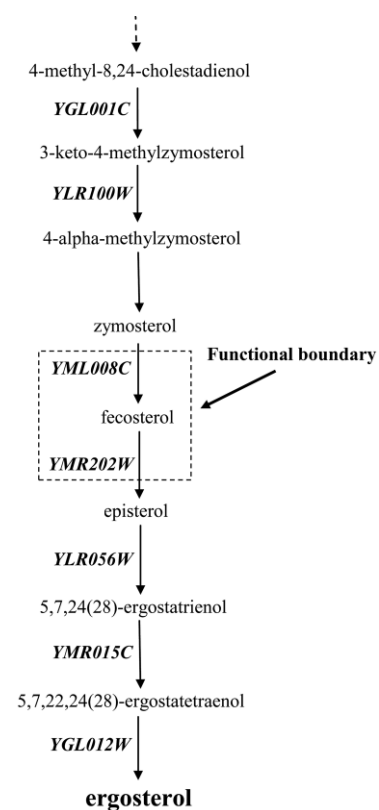 4-methyl-8,24-cholestadienol
YGL001C
3-keto-4-methylzymosterol
YLR100W
4-alpha-methylzymosterol
zymosterol
Functional boundary
YML008C
fecosterol
YMR202W
episterol
YLR056W
5,7,24(28)-ergostatrienol
YMR015C
5,7,22,24(28)-ergostatetraenol
YGL012W
ergosterol